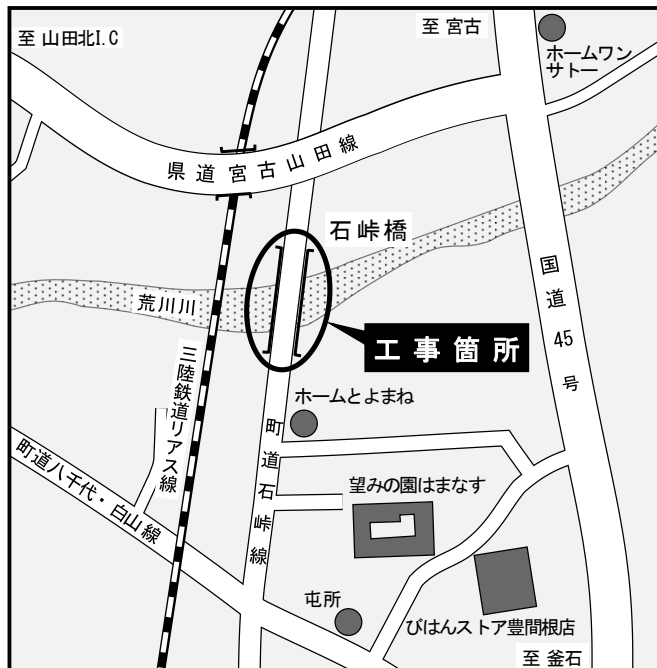 至 山田北I.C
至 宮古
ホームワン
サトー
県道宮古山田線
石峠橋
荒川川
国道45号
工事箇所
三陸鉄道リアス線
ホームとよまね
町道石峠線
町道八千代・白山線
望みの園はまなす
屯所
びはんストア豊間根店
至 釜石